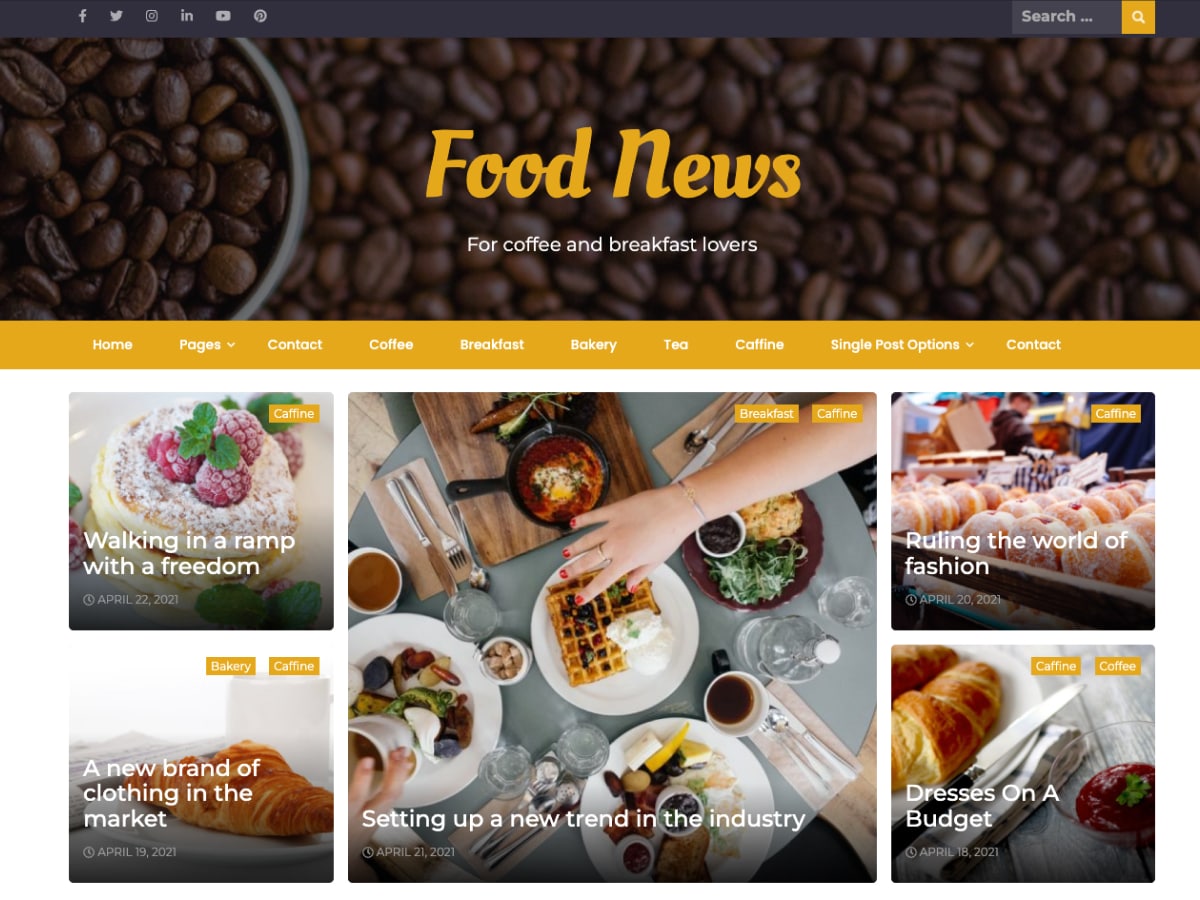 Search ...
Food News
For coffee and breakfast lovers
Home Pages Contact Coffee Breakfast Bakery Tea Caffine Single Post Options Contact
Caffine
Walking in a ramp
with a freedom
APRIL 22, 2021
Bakery Caffine
A new brand of
clothing in the
market
APRIL 19, 2021
Breakfast Caffine
Setting up a new trend in the industry
APRIL 21, 2021
Caffine
Ruling the world of
fashion
APRIL 20, 2021
Caffine Coffee
Dresses On A
Budget
APRIL 18, 2021